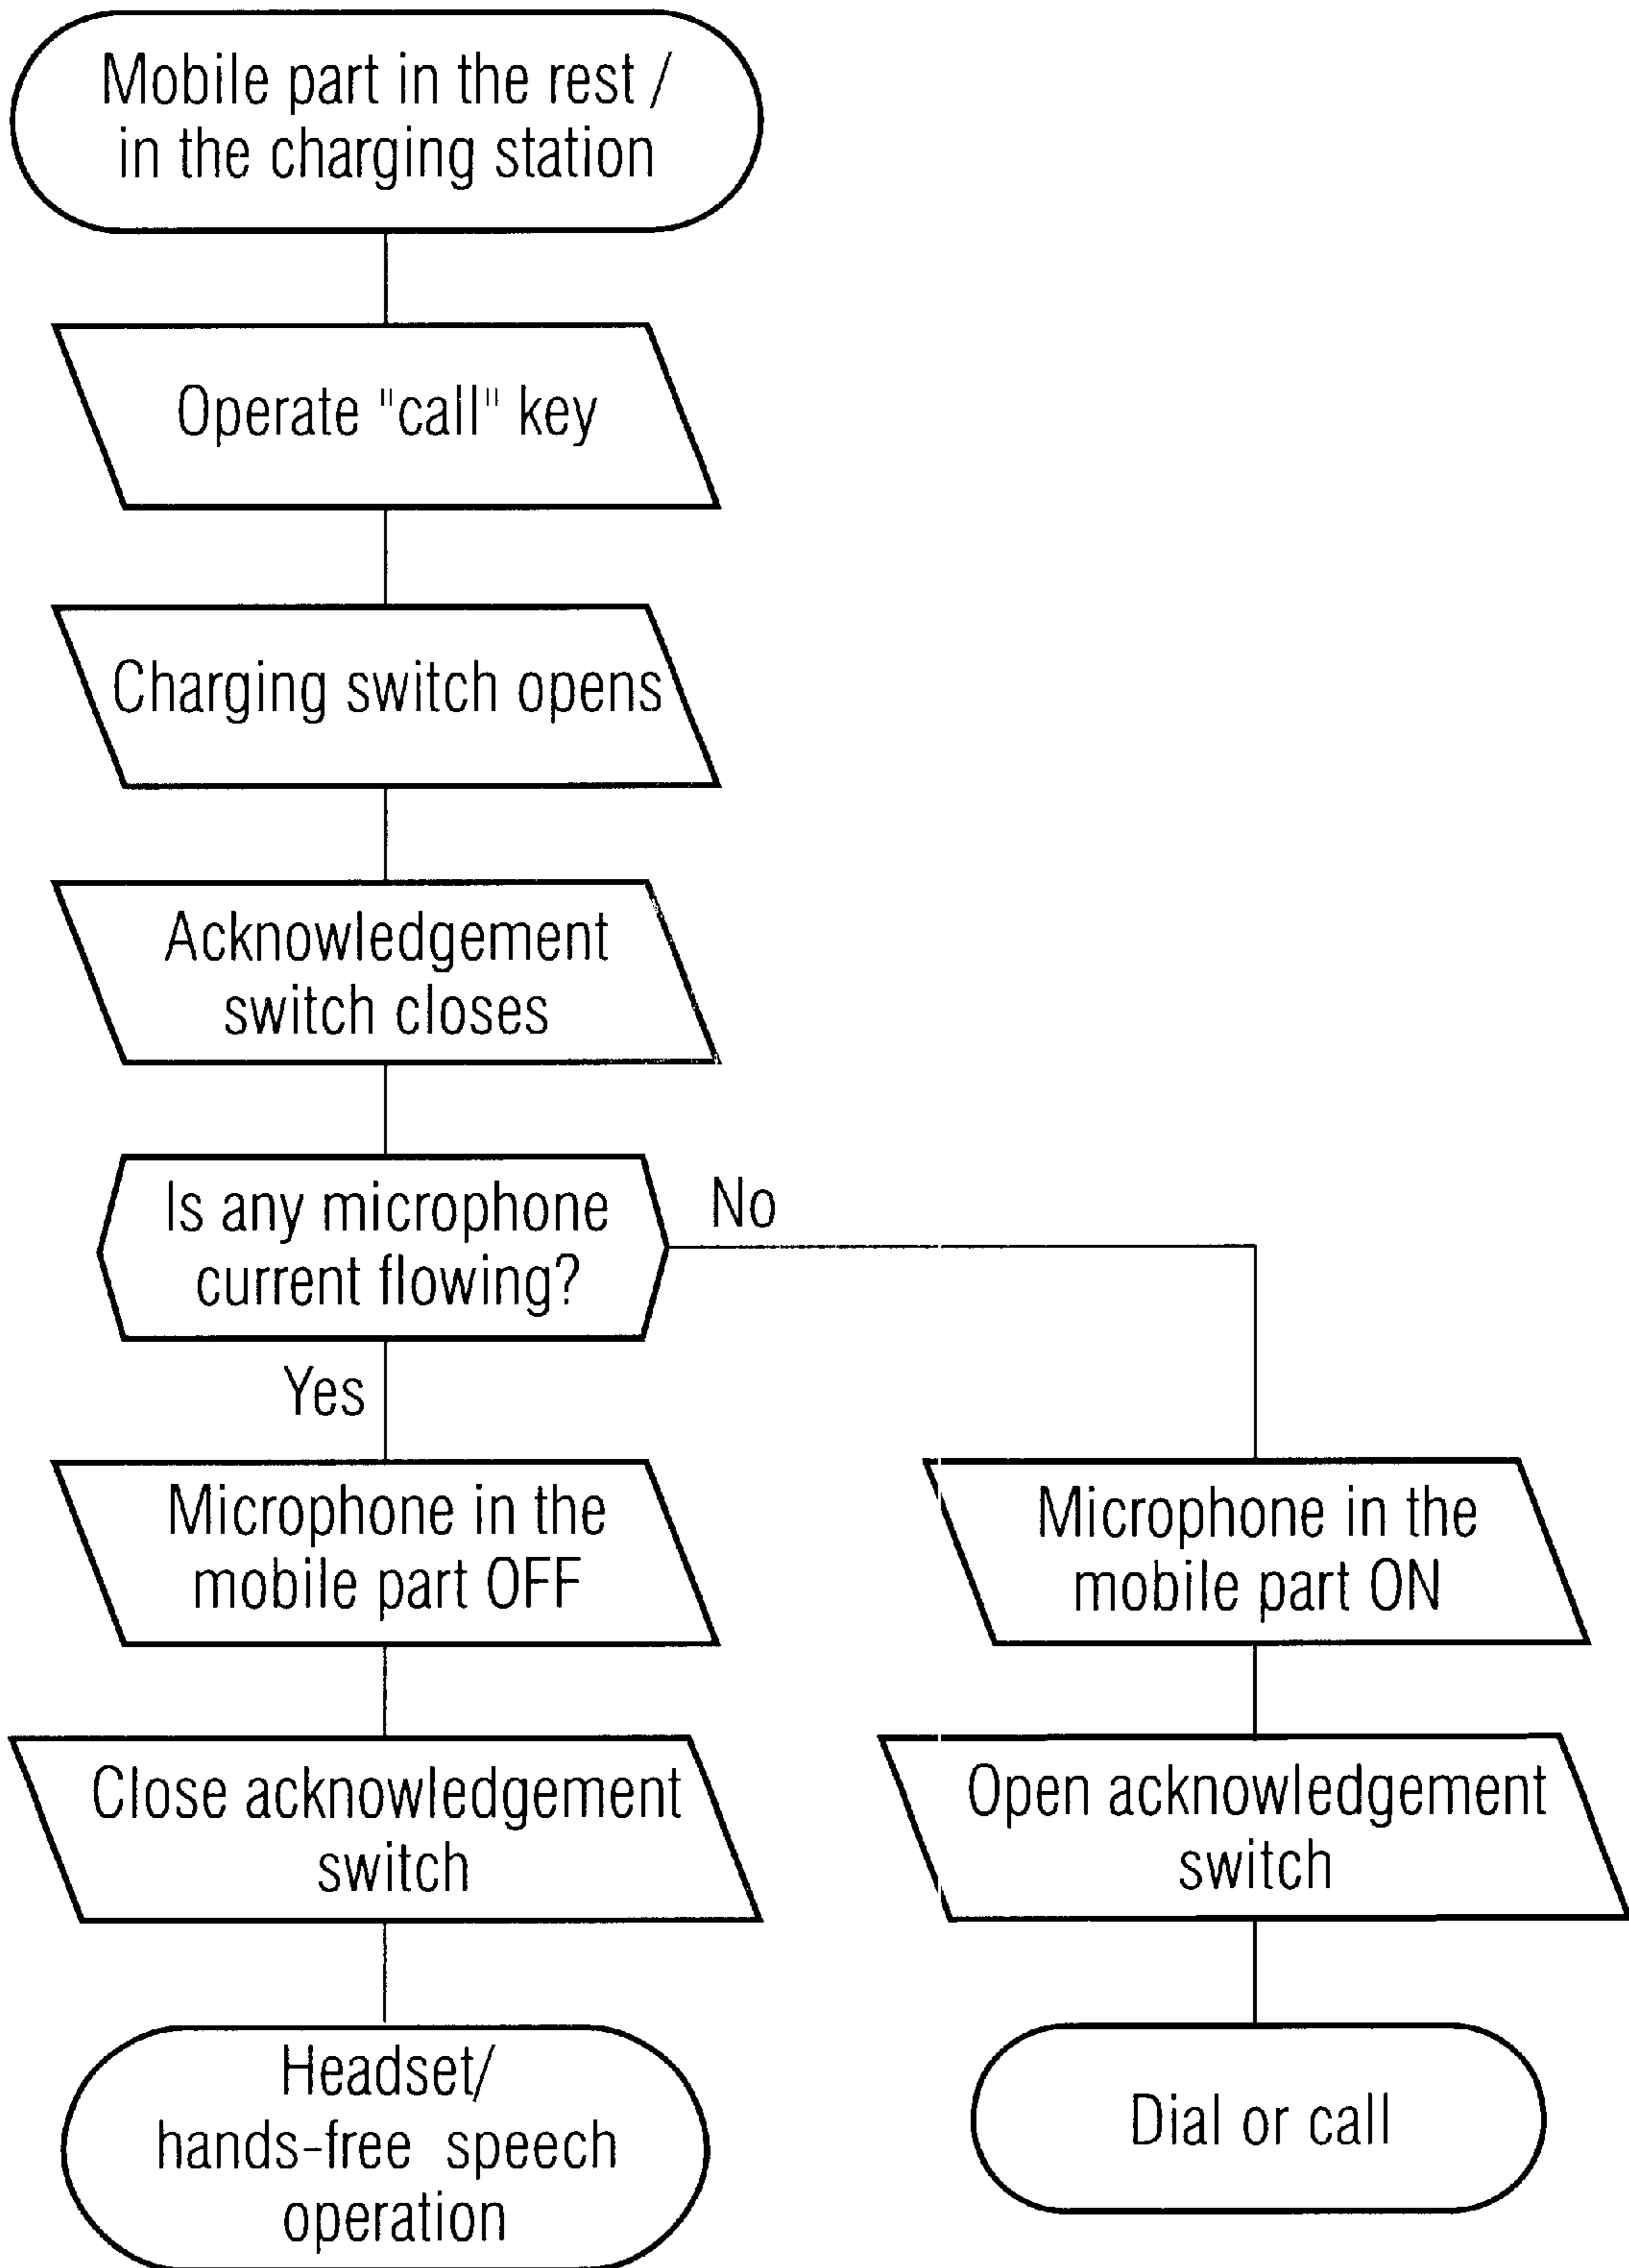 Mobile part in the rest /
in the charging station
Operate "call" key
Charging switch opens
Acknowledgement
switch closes
Is any microphone
current flowing?
No
Yes
Microphone in the
mobile part OFF
Close acknowledgement
switch
Headset/
hands-free speech
operation
Microphone in the
mobile part ON
Open acknowledgement
switch
Dial or call